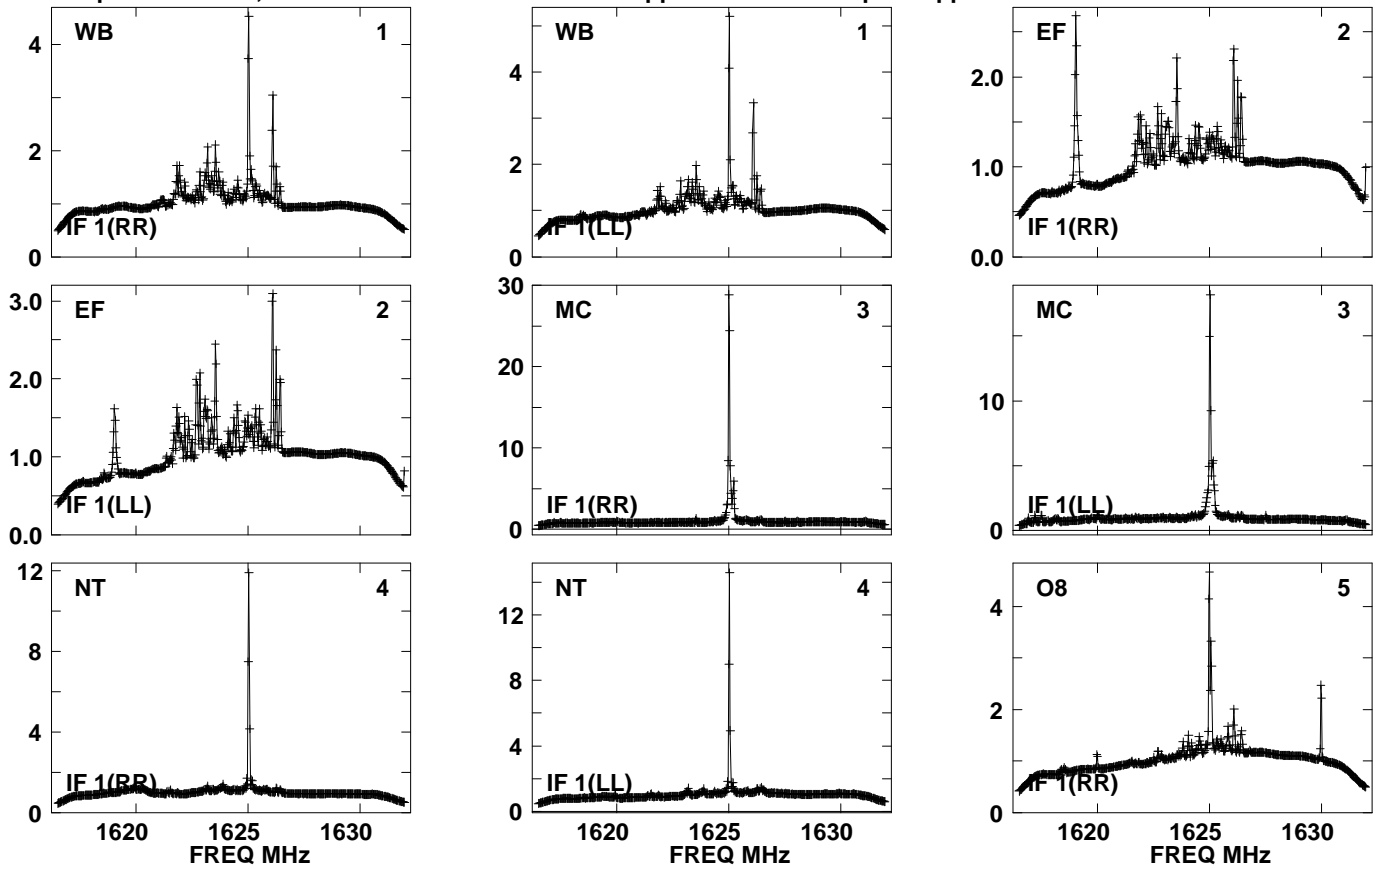 WB 1
4
2
0
IF 1(RR)
WB 1
4
2
0
IF 1(LL)
EF 2
2.0
1.0
0.0
IF 1(RR)
EF 2
3.0
2.0
1.0
0.0
IF 1(LL)
MC 3
30
20
10
0
IF 1(RR)
MC 3
10
0
IF 1(LL)
NT 4
12
8
4
0
IF 1(RR)
1620 1625 1630
FREQ MHz
NT 4
12
8
4
0
IF 1(LL)
1620 1625 1630
FREQ MHz
O8 5
4
2
0
IF 1(RR)
1620 1625 1630
FREQ MHz